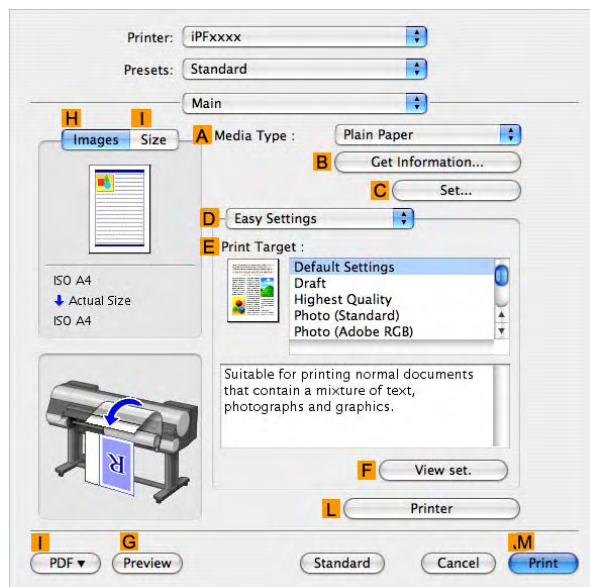 Printer: iPFxxxx
Presets: Standard
Main
H I
Images Size
A Media Type : Plain Paper
B Get Information...
C Set...
D Easy Settings
E Print Target :
Default Settings
Draft
Highest Quality
Photo (Standard)
Photo (Adobe RGB)
ISO A4
Actual Size
ISO A4
Suitable for printing normal documents
that contain a mixture of text,
photographs and graphics.
R
F View set.
L Printer
I G M
PDF Preview Standard Cancel Print